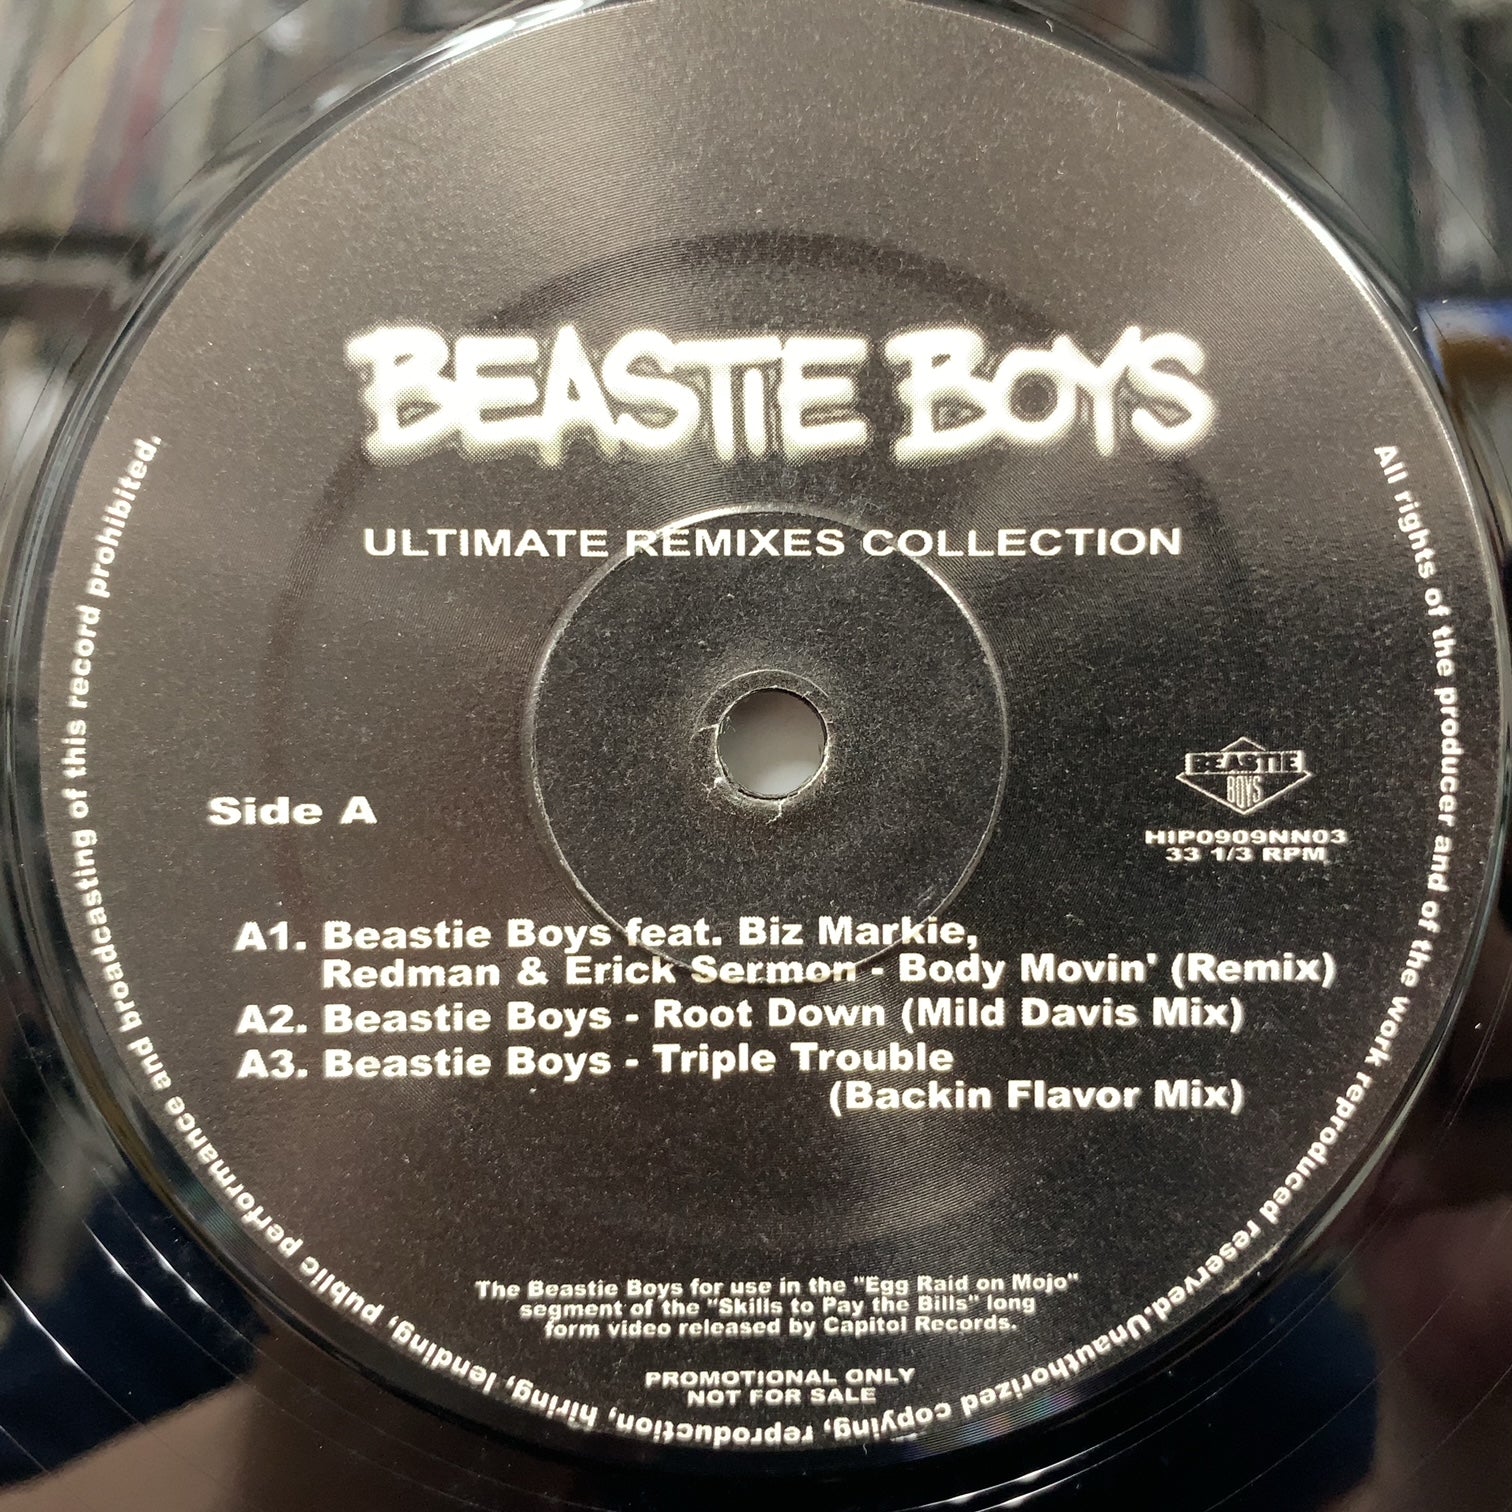 BEASTIE BOYS
ULTIMATE REMIXES COLLECTION
Side A
BEASTIE
BOYS
HIP0909NN03
33 1/3 RPM
A1. Beastie Boys feat. Biz Markie,
Redman & Erick Sermon - Body Movin' (Remix)
A2. Beastie Boys - Root Down (Mild Davis Mix)
A3. Beastie Boys - Triple Trouble
(Backin Flavor Mix)
The Beastie Boys for use in the "Egg Raid on Mojo"
segment of the "Skills to Pay the Bills" long
form video released by Capitol Records.
PROMOTIONAL ONLY
NOT FOR SALE
All rights of the producer and of the work reproduced reserved.Unauthorized copying, reproduction, hiring, lending, public performance and broadcasting of this record prohibited.